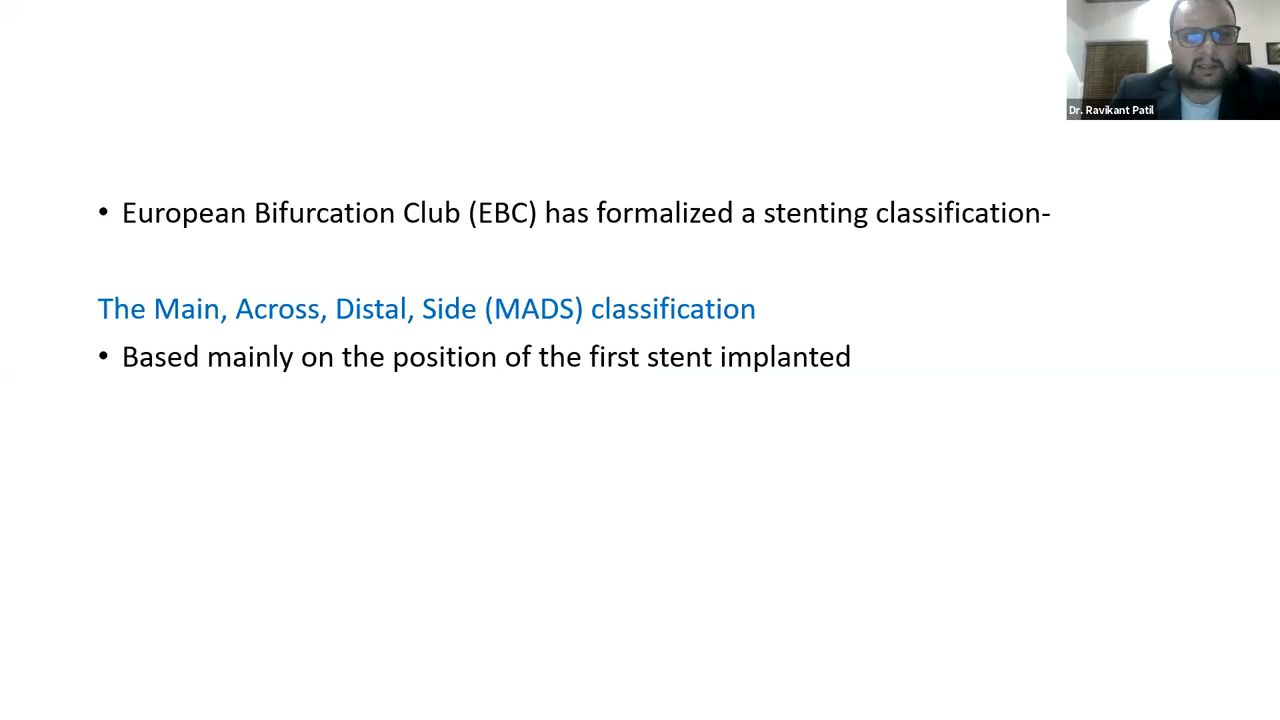 Dr. Ravikant Patil
• European Bifurcation Club (EBC) has formalized a stenting classification-
The Main, Across, Distal, Side (MADS) classification
• Based mainly on the position of the first stent implanted